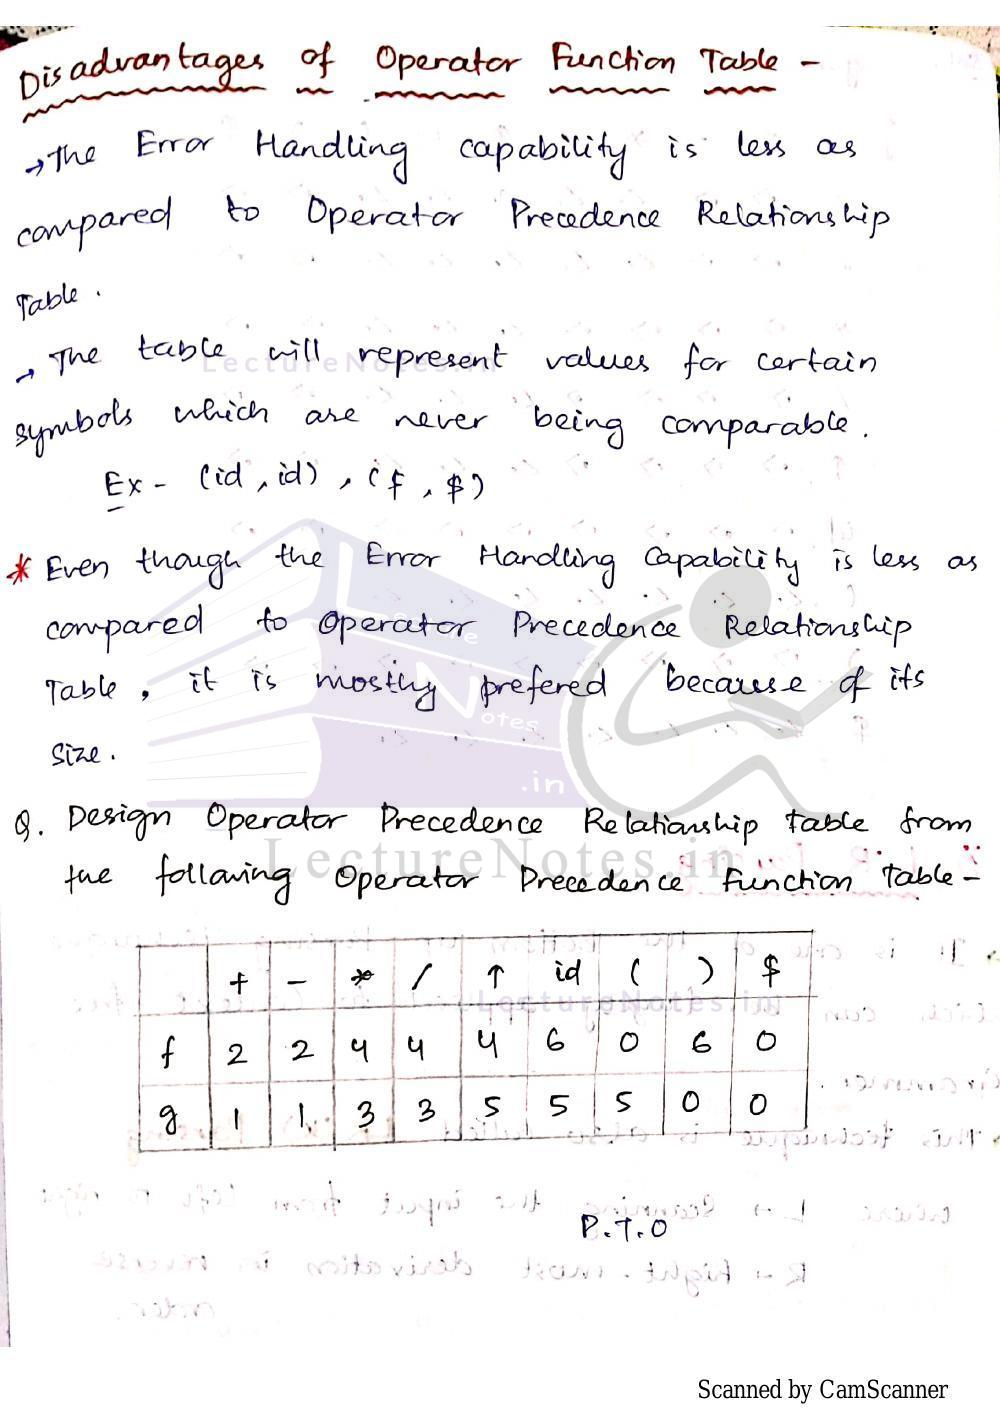 Disadvantages of Operator Function Table -
→ The Error Handling capability is less as
compared to Operator Precedence Relationship
Table.
→ The table will represent values for certain
symbols which are never being comparable.
Ex - (id, id), (f, $)
* Even though the Error Handling Capability is less as
compared to Operator Precedence Relationship
Table, it is mostly prefered because of its
size.
Q. Design Operator Precedence Relationship table from
the following Operator Precedence Function Table -
+ - * / ↑ id ( ) $
f 2 2 4 4 4 6 0 6 0
g 1 1 3 3 5 5 5 0 0
P.T.O
LectureNotes.in
Scanned by CamScanner